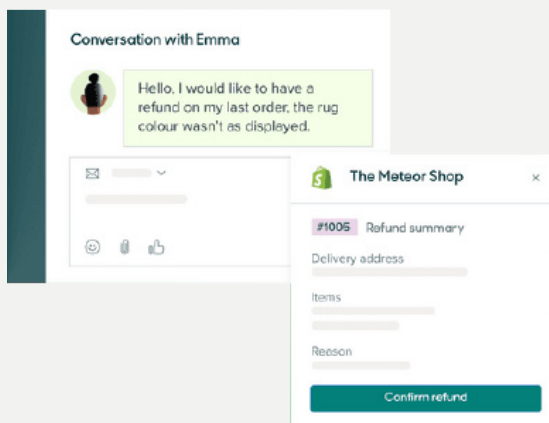 Conversation with Emma
Hello, I would like to have a
refund on my last order, the rug
colour wasn't as displayed.
The Meteor Shop
#1005 Refund summary
Delivery address
Items
Reason
Confirm refund